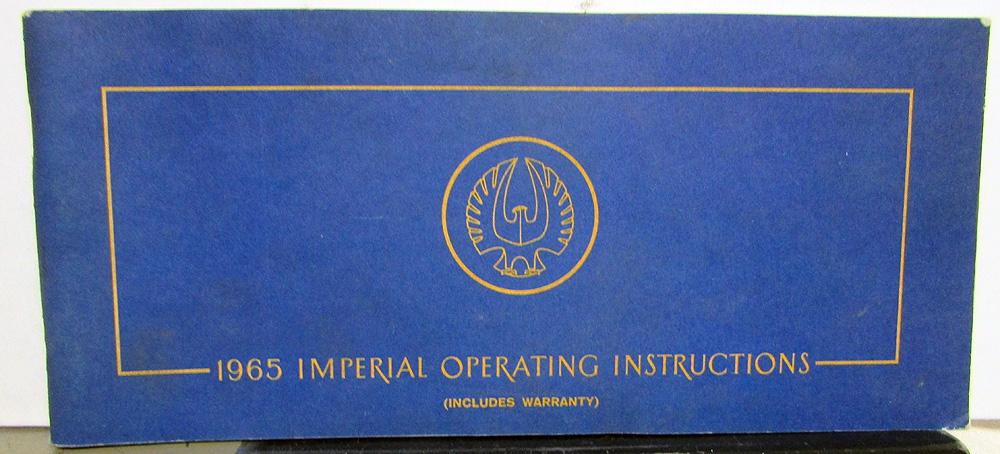 1965 IMPERIAL OPERATING INSTRUCTIONS
(INCLUDES WARRANTY)